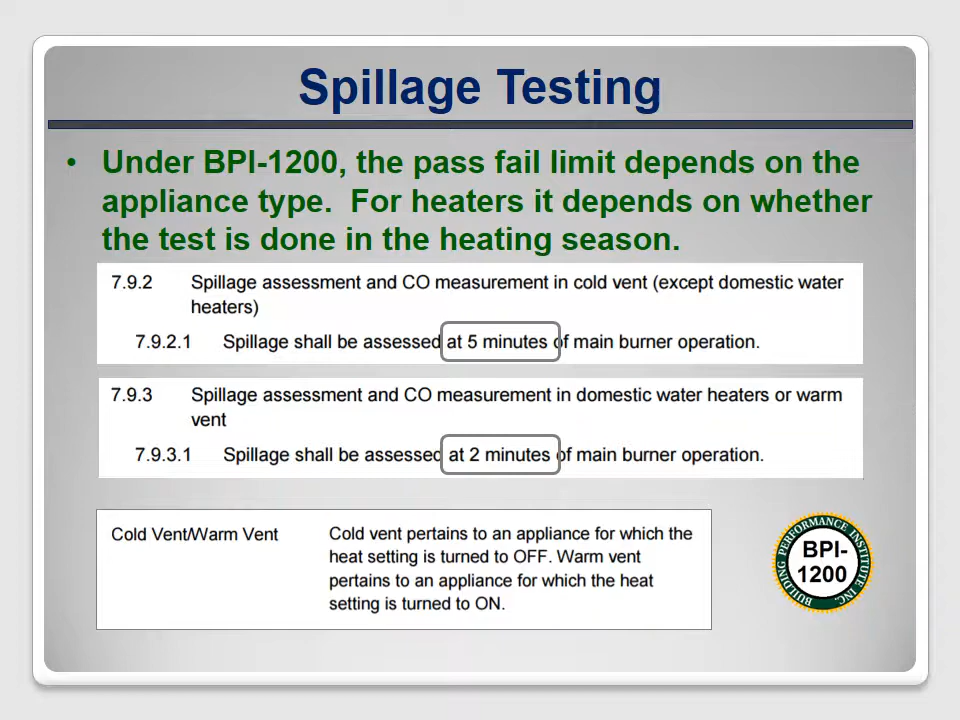 Spillage Testing
• Under BPI-1200, the pass fail limit depends on the
appliance type.  For heaters it depends on whether
the test is done in the heating season.
7.9.2 Spillage assessment and CO measurement in cold vent (except domestic water
heaters)
7.9.2.1 Spillage shall be assessed at 5 minutes of main burner operation.
7.9.3 Spillage assessment and CO measurement in domestic water heaters or warm
vent
7.9.3.1 Spillage shall be assessed at 2 minutes of main burner operation.
Cold Vent/Warm Vent Cold vent pertains to an appliance for which the
heat setting is turned to OFF. Warm vent
pertains to an appliance for which the heat
setting is turned to ON.
BUILDING PERFORMANCE INSTITUTE INC.
BPI-
1200